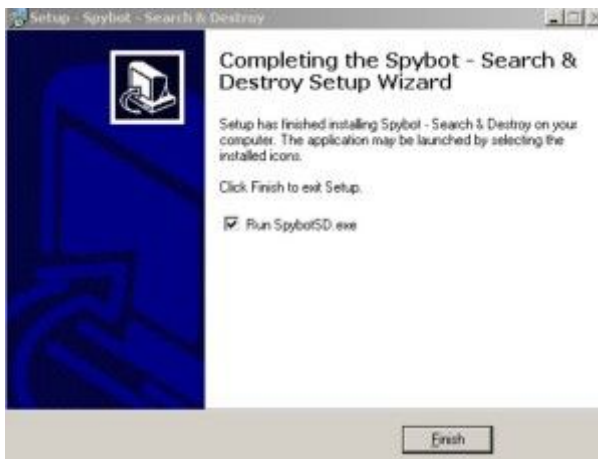 Setup - Spybot - Search & Destroy
Completing the Spybot - Search &
Destroy Setup Wizard
Setup has finished installing Spybot - Search & Destroy on your
computer. The application may be launched by selecting the
installed icons.
Click Finish to exit Setup.
Run SpybotSD.exe
Finish